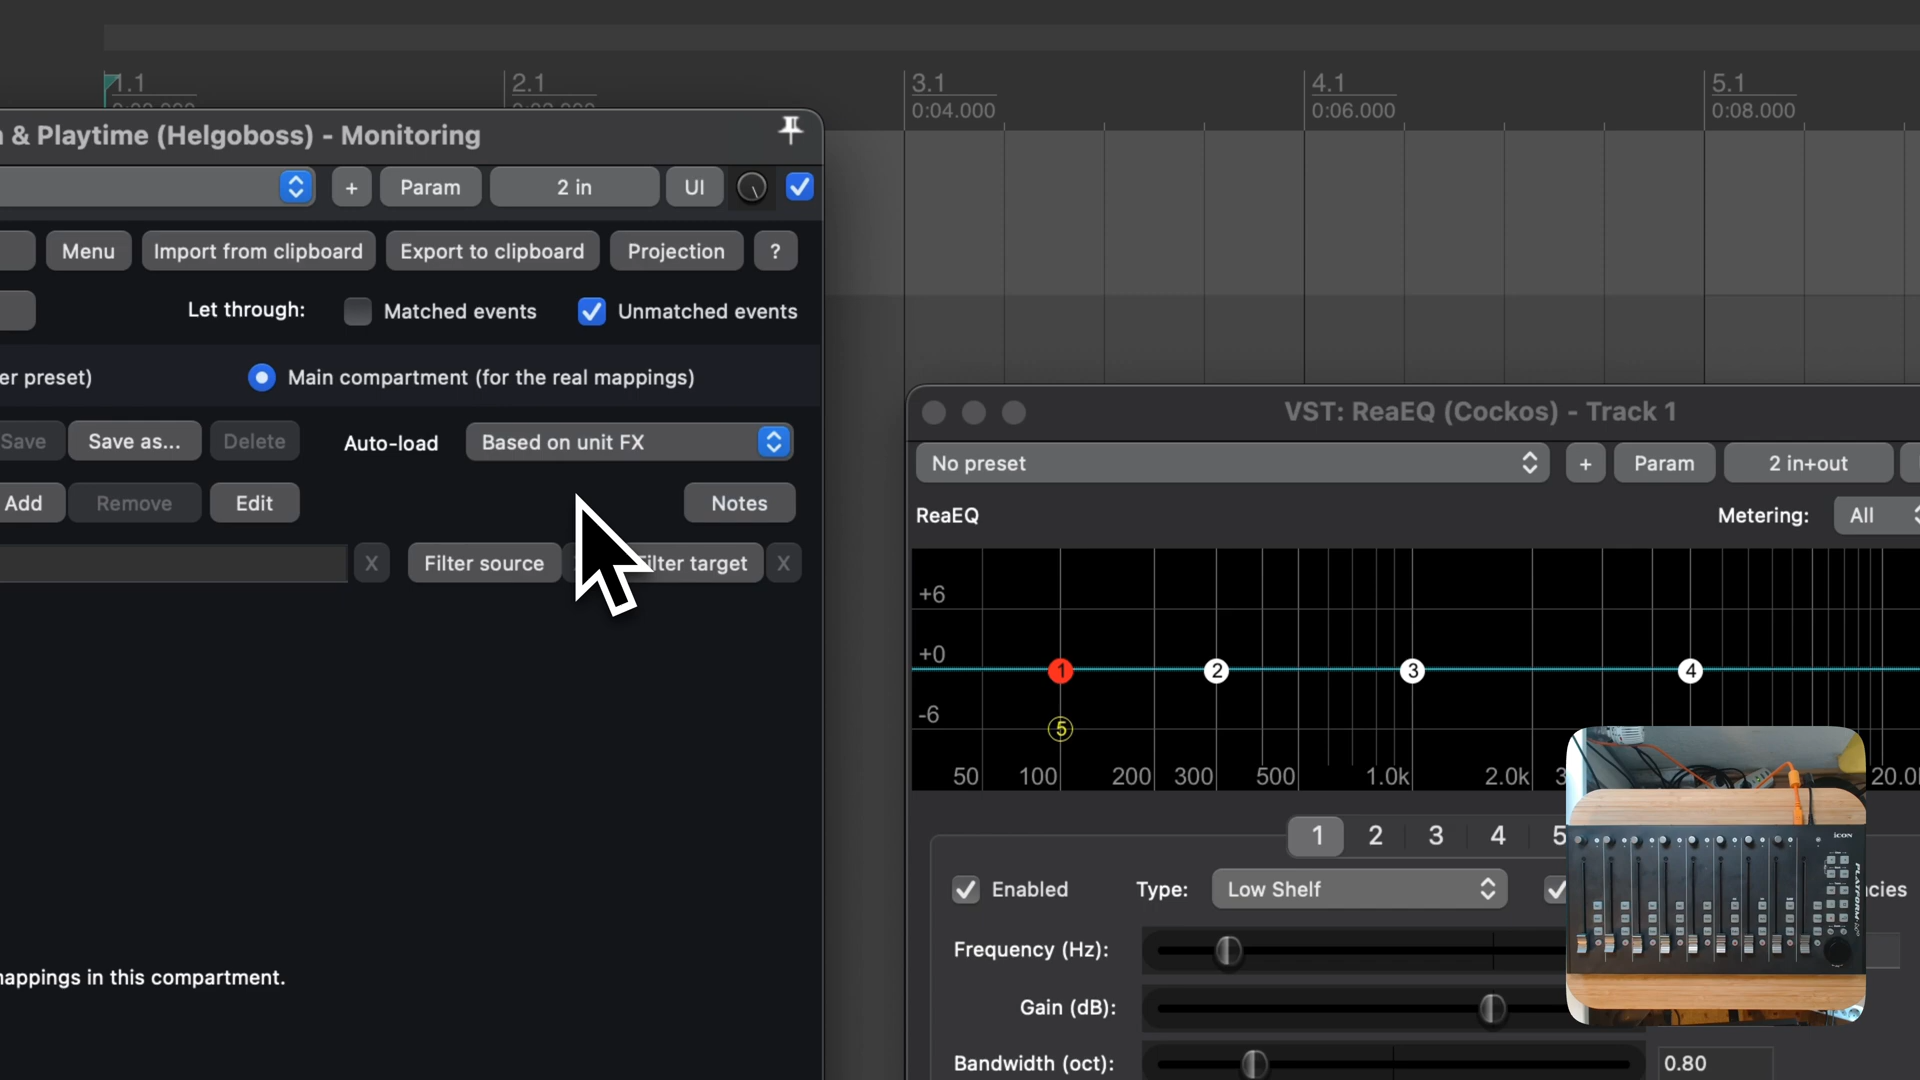 1.1
2.1
3.1
0:04.000
4.1
0:06.000
5.1
0:08.000
& Playtime (Helgoboss) - Monitoring
+
Param
2 in
UI
Menu
Import from clipboard
Export to clipboard
Projection
?
Let through:
Matched events
Unmatched events
er preset)
Main compartment (for the real mappings)
Save
Save as...
Delete
Auto-load
Based on unit FX
Add
Remove
Edit
Notes
X
Filter source
ilter target
X
appings in this compartment.
VST: ReaEQ (Cockos) - Track 1
No preset
+
Param
2 in+out
ReaEQ
Metering:
All
+6
+0
-6
1
2
3
4
5
50
100
200
300
500
1.0k
2.0k
3
20.0
1
2
3
4
5
Enabled
Type:
Low Shelf
cies
Frequency (Hz):
Gain (dB):
Bandwidth (oct):
0.80
iCON
PLATFORM